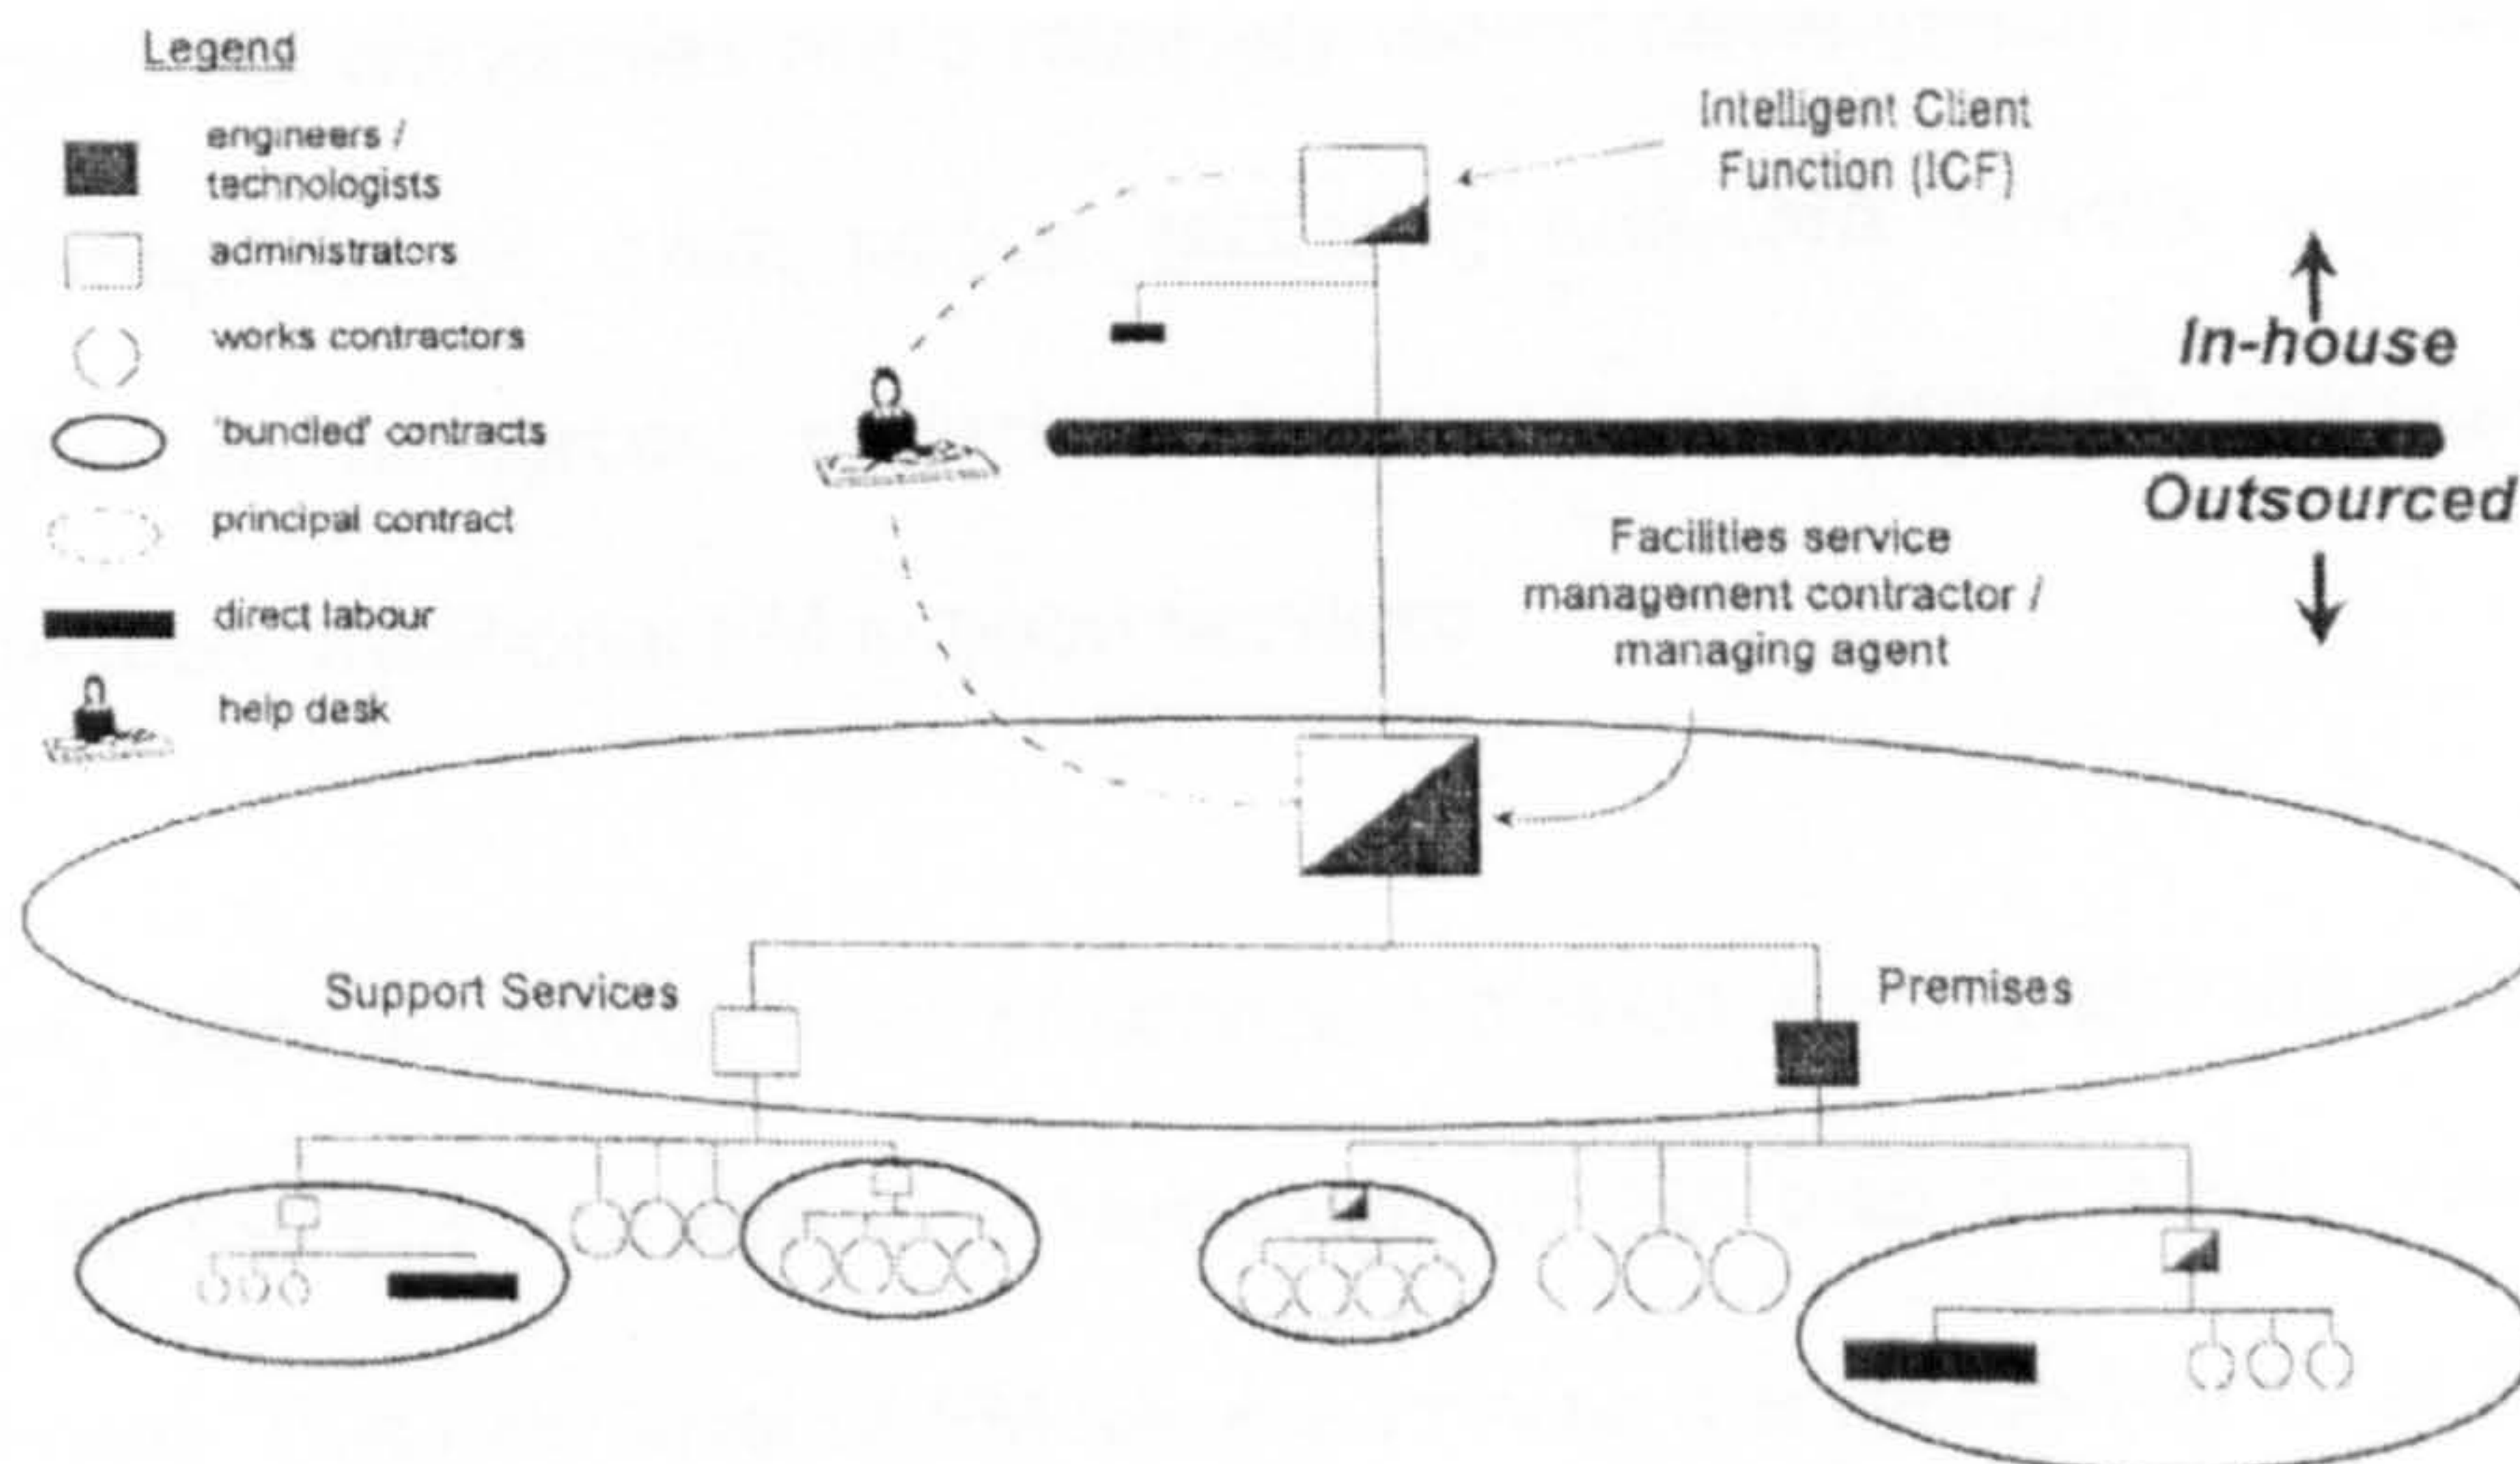 Legend
engineers /
technologists
administrators
works contractors
'bundled' contracts
principal contract
direct labour
help desk
Intelligent Client
Function (ICF)
In-house
Outsourced
Facilities service
management contractor /
managing agent
Support Services
Premises